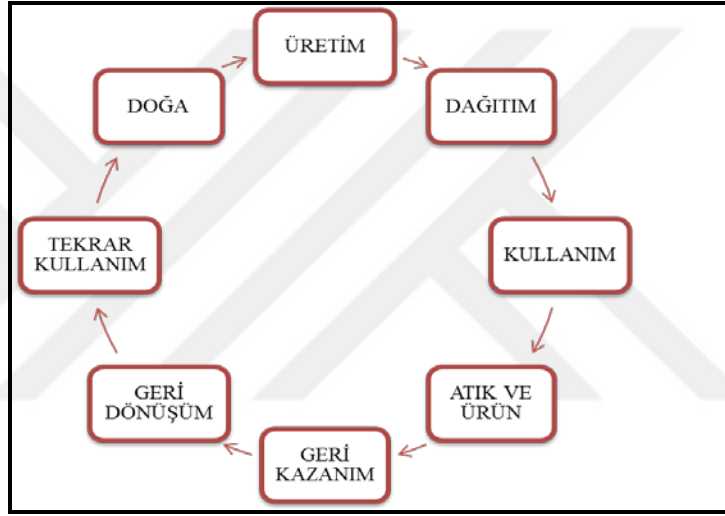 ÜRETİM
DAĞITIM
KULLANIM
ATIK VE
ÜRÜN
GERİ
KAZANIM
GERİ
DÖNÜŞÜM
TEKRAR
KULLANIM
DOĞA